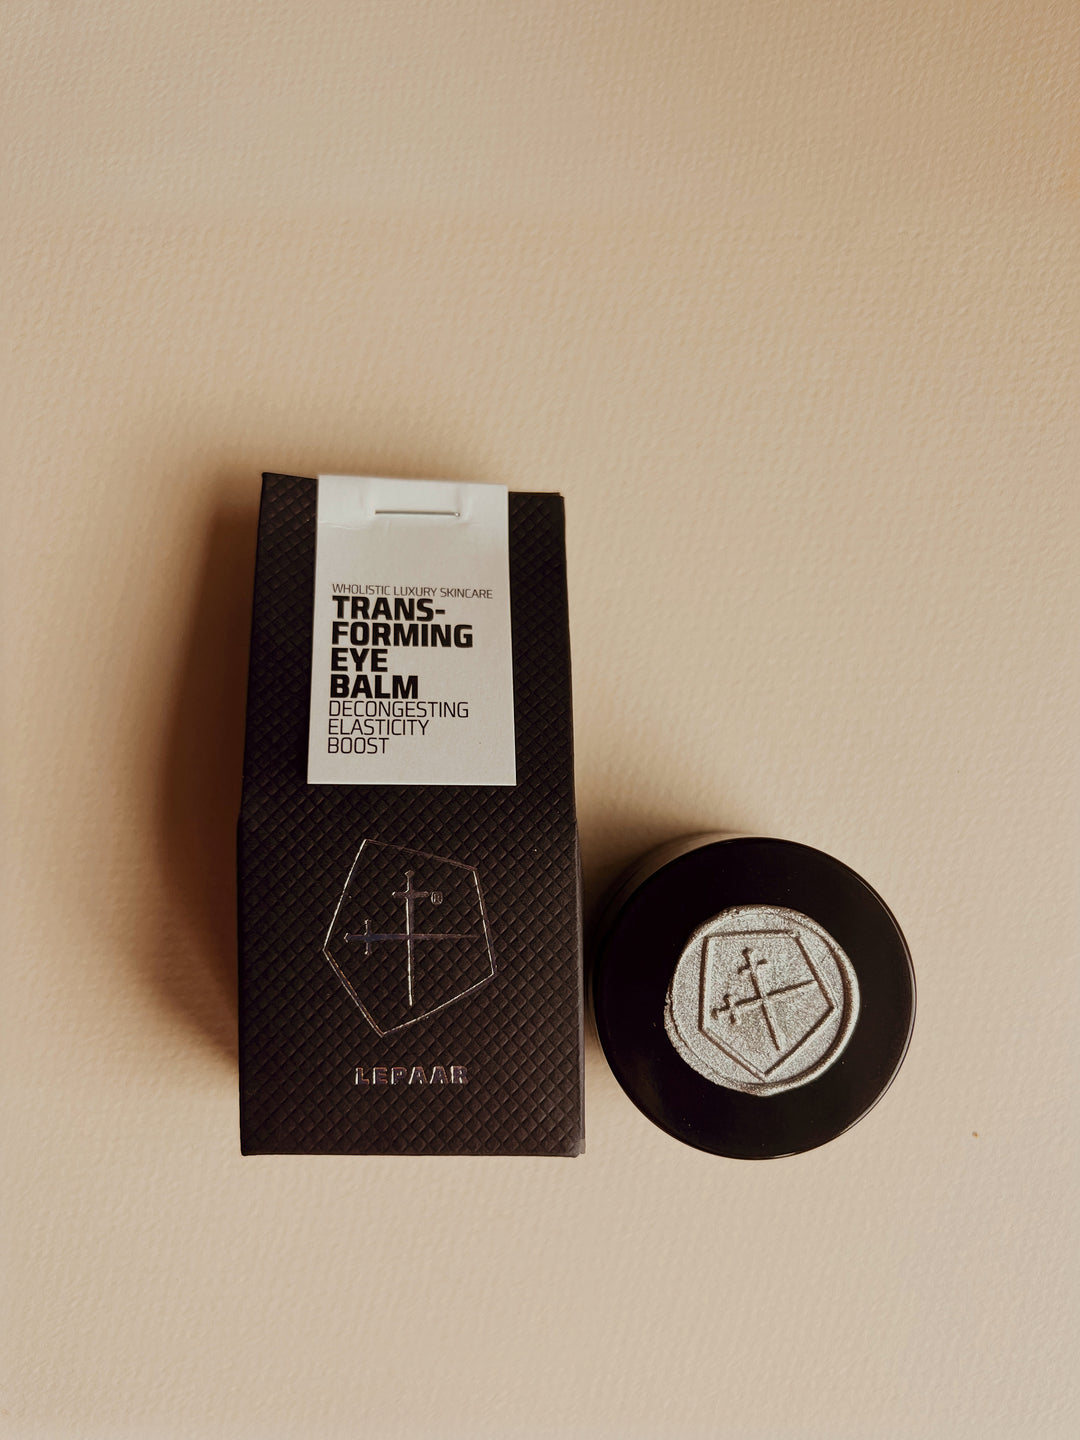 WHOLISTIC LUXURY SKINCARE
TRANS-
FORMING
EYE
BALM
DECONGESTING
ELASTICITY
BOOST
®
LEPAAR